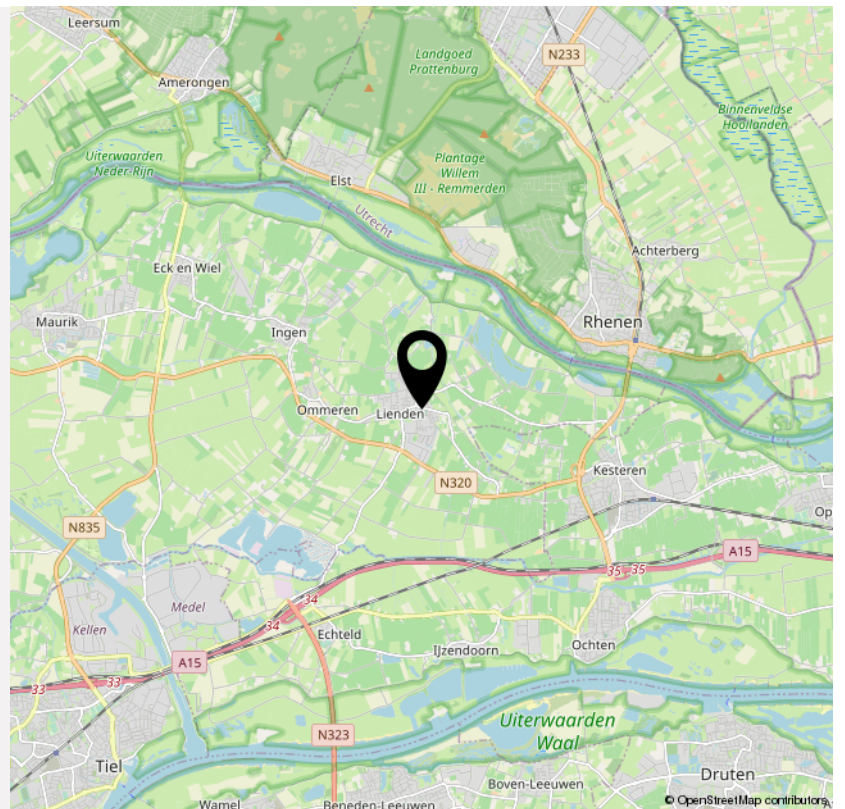 Leersum
N233
Landgoed
Prattenburg
Amerongen
Binnenveldse
Hooilanden
Uiterwaarden
Neder-Rijn
Plantage
Willem
III - Remmerden
Elst
Utrecht
Achterberg
Eck en Wiel
Maurik
Ingen
Rhenen
Ommeren
Lienden
Kesteren
N320
Op
N835
A15
35
35
34
Medel
Kellen
34
Echteld
IJzendoorn
Ochten
A15
33
33
Uiterwaarden
Waal
N323
Tiel
Druten
Boven-Leeuwen
Wamel
Beneden-Leeuwen
© OpenStreetMap contributors